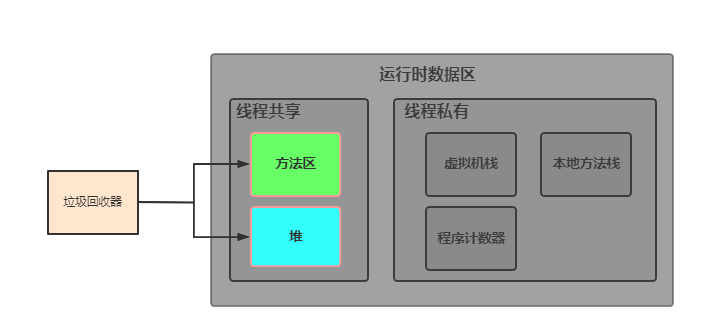 运行时数据区
线程共享
线程私有
方法区
虚拟机栈
本地方法栈
垃圾回收器
堆
程序计数器